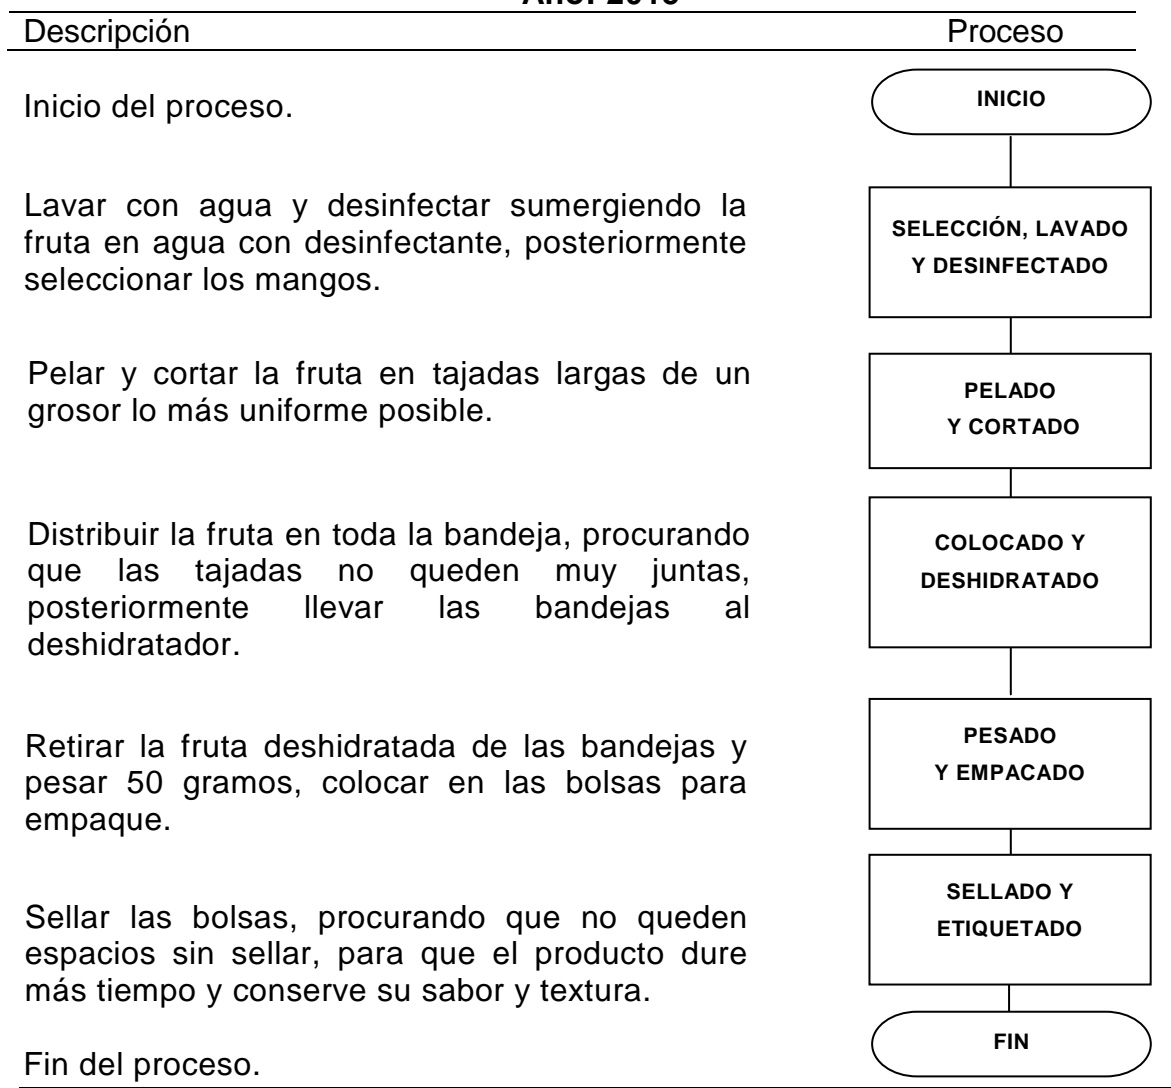 Descripción Proceso
Inicio del proceso.
INICIO
Lavar con agua y desinfectar sumergiendo la
fruta en agua con desinfectante, posteriormente
seleccionar los mangos.
SELECCIÓN, LAVADO
Y DESINFECTADO
Pelar y cortar la fruta en tajadas largas de un
grosor lo más uniforme posible.
PELADO
Y CORTADO
Distribuir la fruta en toda la bandeja, procurando
que las tajadas no queden muy juntas,
posteriormente llevar las bandejas al
deshidratador.
COLOCADO Y
DESHIDRATADO
Retirar la fruta deshidratada de las bandejas y
pesar 50 gramos, colocar en las bolsas para
empaque.
PESADO
Y EMPACADO
Sellar las bolsas, procurando que no queden
espacios sin sellar, para que el producto dure
más tiempo y conserve su sabor y textura.
SELLADO Y
ETIQUETADO
Fin del proceso.
FIN